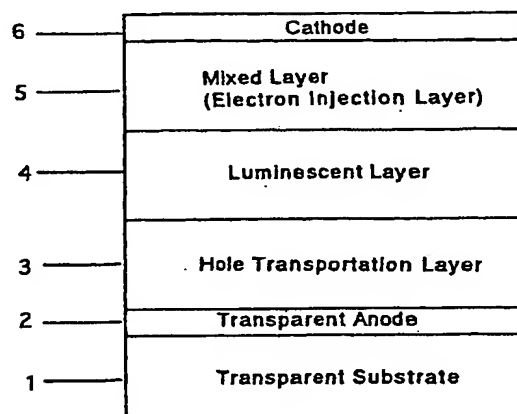 6 Cathode
5 Mixed Layer
(Electron Injection Layer)
4 Luminescent Layer
3 Hole Transportation Layer
2 Transparent Anode
1 Transparent Substrate